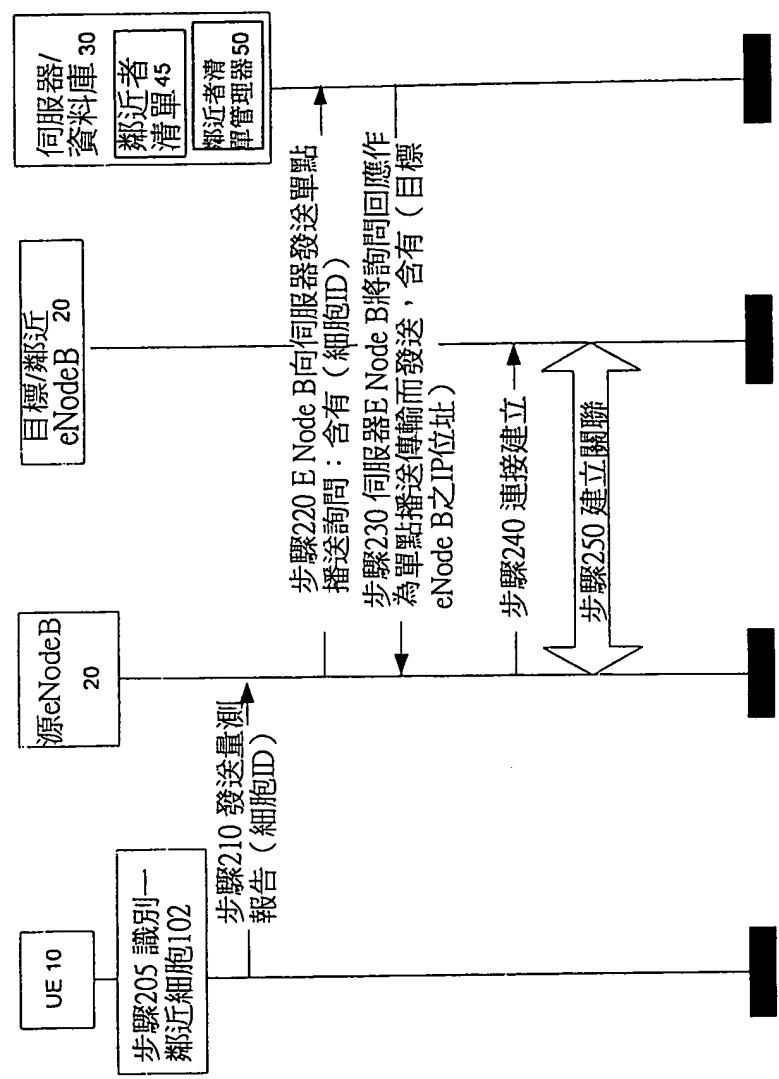 UE 10
源eNodeB
20
目標/鄰近
eNodeB 20
伺服器/
資料庫 30
鄰近者
清單 45
鄰近者清
單管理器 50
步驟205 識別一
鄰近細胞102
步驟210 發送量測
報告（細胞ID）
步驟220 E Node B向伺服器發送單點
播送詢問：含有（細胞ID）
步驟230 伺服器E Node B將詢問回應作
為單點播送傳輸而發送，含有（目標
eNode B之IP位址）
步驟240 連接建立
步驟250 建立關聯